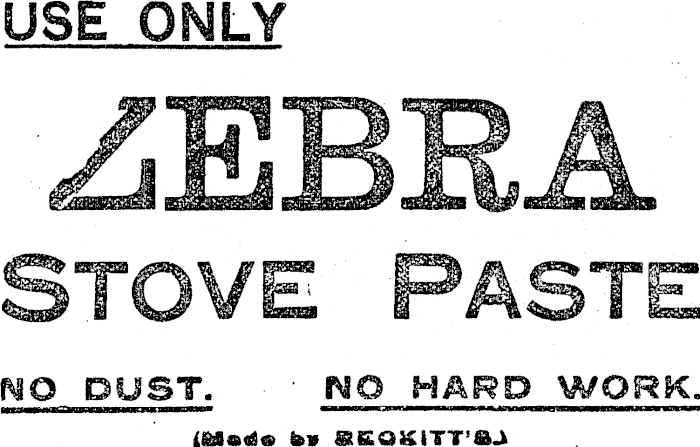 USE ONLY
ZEBRA
STOVE PASTE
NO DUST. NO HARD WORK.
(Made by RECKITT'S.)